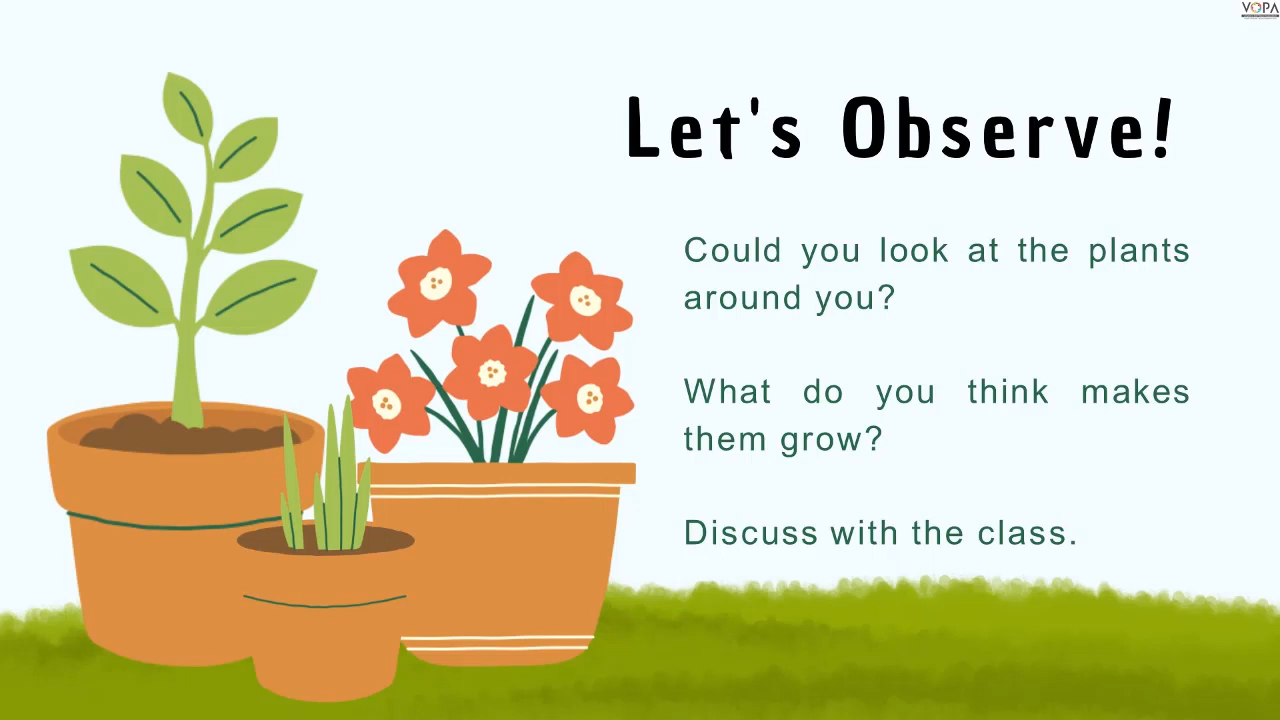 VOPA
Let's Observe!
Could you look at the plants
around you?
What do you think makes
them grow?
Discuss with the class.